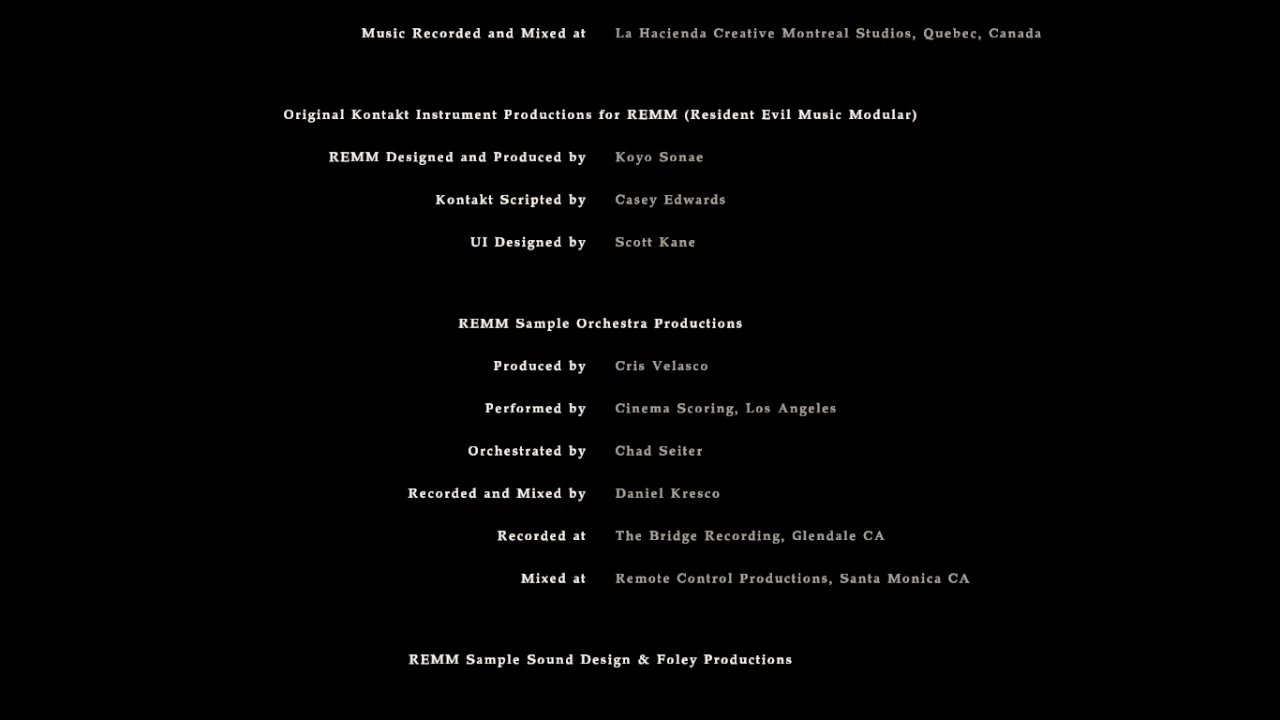 Music Recorded and Mixed at La Hacienda Creative Montreal Studios, Quebec, Canada
Original Kontakt Instrument Productions for REMM (Resident Evil Music Modular)
REMM Designed and Produced by Koyo Sonae
Kontakt Scripted by Casey Edwards
UI Designed by Scott Kane
REMM Sample Orchestra Productions
Produced by Cris Velasco
Performed by Cinema Scoring, Los Angeles
Orchestrated by Chad Seiter
Recorded and Mixed by Daniel Kresco
Recorded at The Bridge Recording, Glendale CA
Mixed at Remote Control Productions, Santa Monica CA
REMM Sample Sound Design & Foley Productions